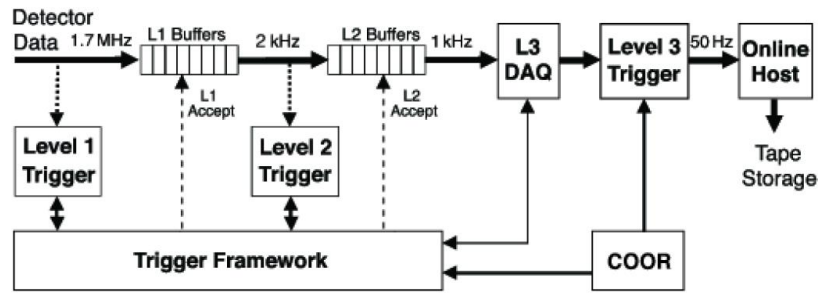 Detector
Data
1.7 MHz
L1 Buffers
2 kHz
L2 Buffers
1 kHz
L3
DAQ
Level 3
Trigger
50 Hz
Online
Host
L1
Accept
L2
Accept
Level 1
Trigger
Level 2
Trigger
Tape
Storage
Trigger Framework
COOR